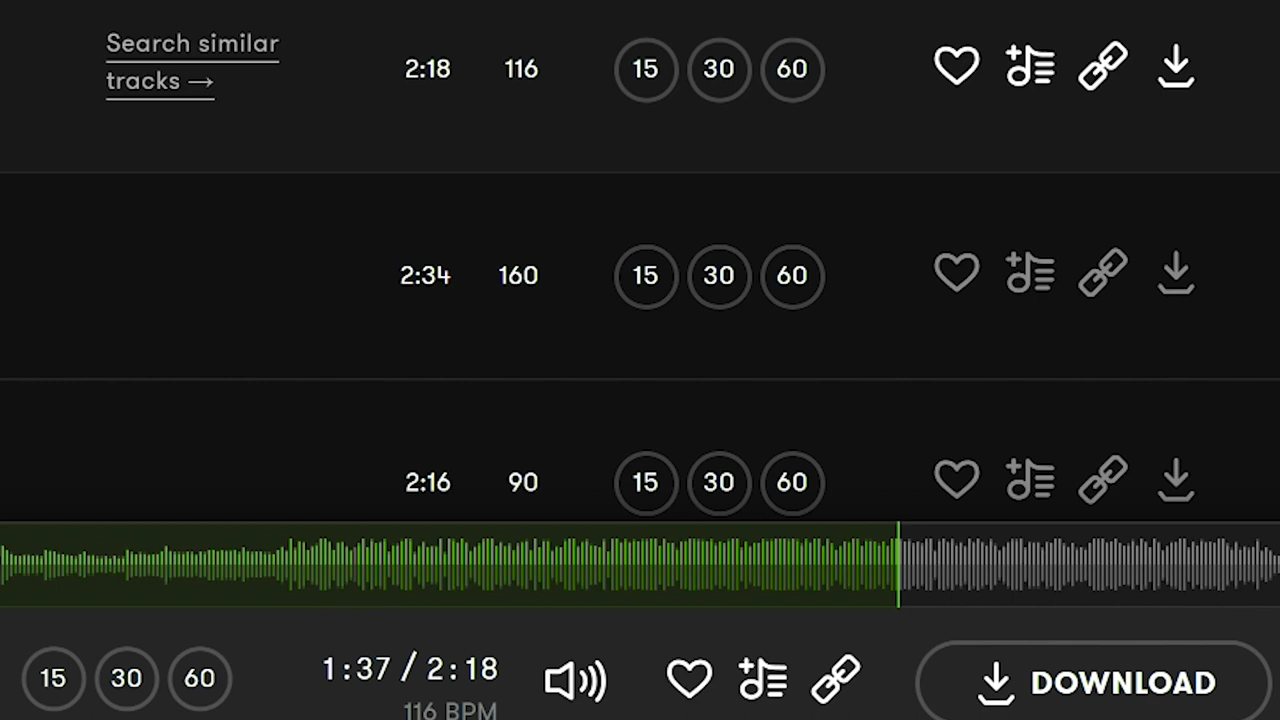 Search similar
tracks →
2:18 116 15 30 60
2:34 160 15 30 60
2:16 90 15 30 60
15 30 60 1:37 / 2:18 DOWNLOAD
116 BPM